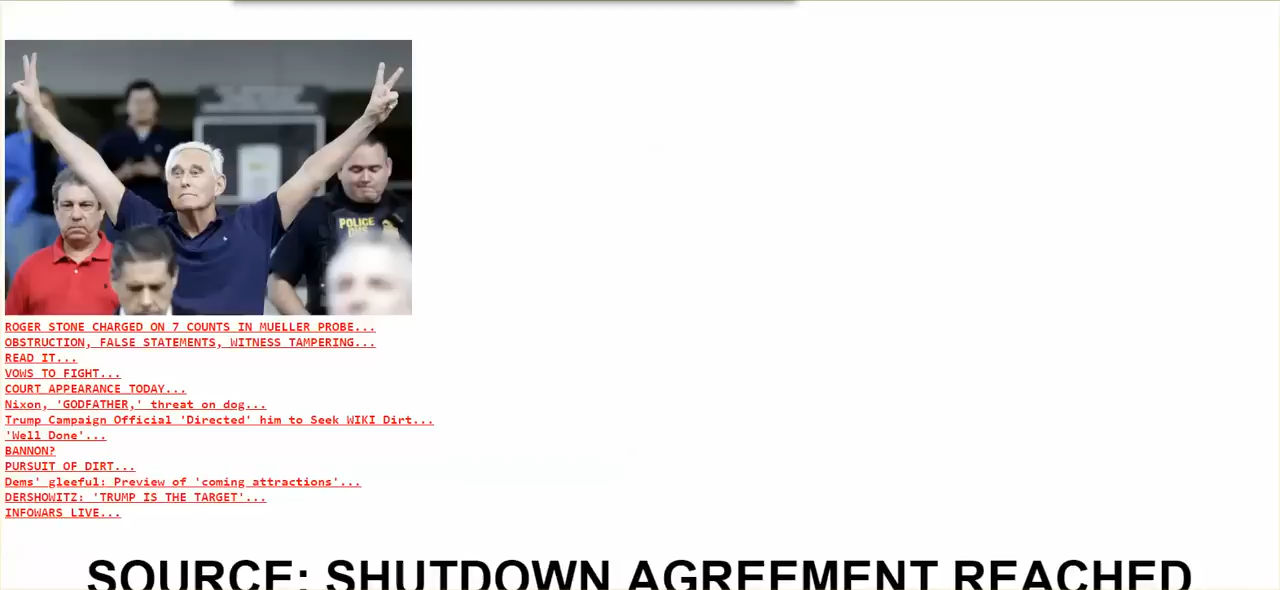 POLICE
DHS
ROGER STONE CHARGED ON 7 COUNTS IN MUELLER PROBE...
OBSTRUCTION, FALSE STATEMENTS, WITNESS TAMPERING...
READ IT...
VOWS TO FIGHT...
COURT APPEARANCE TODAY...
Nixon, 'GODFATHER,' threat on dog...
Trump Campaign Official 'Directed' him to Seek WIKI Dirt...
'Well Done'...
BANNON?
PURSUIT OF DIRT...
Dems' gleeful: Preview of 'coming attractions'...
DERSHOWITZ: 'TRUMP IS THE TARGET'...
INFOWARS LIVE...
SOURCE: SHUTDOWN AGREEMENT REACHED